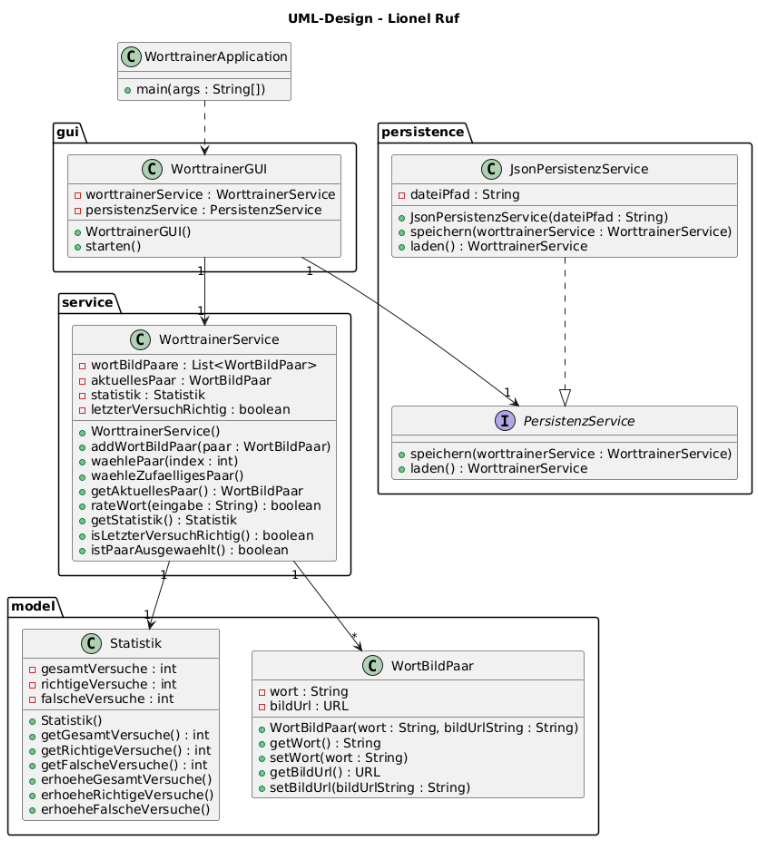 UML-Design - Lionel Ruf
C WorttrainerApplication
main(args : String[])
gui
C WorttrainerGUI
worttrainerService : WorttrainerService
persistenzService : PersistenzService
WorttrainerGUI()
starten()
1
1
persistence
C JsonPersistenzService
dateiPfad : String
JsonPersistenzService(dateiPfad : String)
speichern(worttrainerService : WorttrainerService)
laden() : WorttrainerService
1
1
I PersistenzService
speichern(worttrainerService : WorttrainerService)
laden() : WorttrainerService
service
C WorttrainerService
wortBildPaare : List<WortBildPaar>
aktuellesPaar : WortBildPaar
statistik : Statistik
letzterVersuchRichtig : boolean
WorttrainerService()
addWortBildPaar(paar : WortBildPaar)
waehlePaar(index : int)
waehleZufaelligesPaar()
getAktuellesPaar() : WortBildPaar
rateWort(eingabe : String) : boolean
getStatistik() : Statistik
isLetzterVersuchRichtig() : boolean
istPaarAusgewaehlt() : boolean
1
1
1
*
model
C Statistik
gesamtVersuche : int
richtigeVersuche : int
falscheVersuche : int
Statistik()
getGesamtVersuche() : int
getRichtigeVersuche() : int
getFalscheVersuche() : int
erhoeheGesamtVersuche()
erhoeheRichtigeVersuche()
erhoeheFalscheVersuche()
C WortBildPaar
wort : String
bildUrl : URL
WortBildPaar(wort : String, bildUrlString : String)
getWort() : String
setWort(wort : String)
getBildUrl() : URL
setBildUrl(bildUrlString : String)